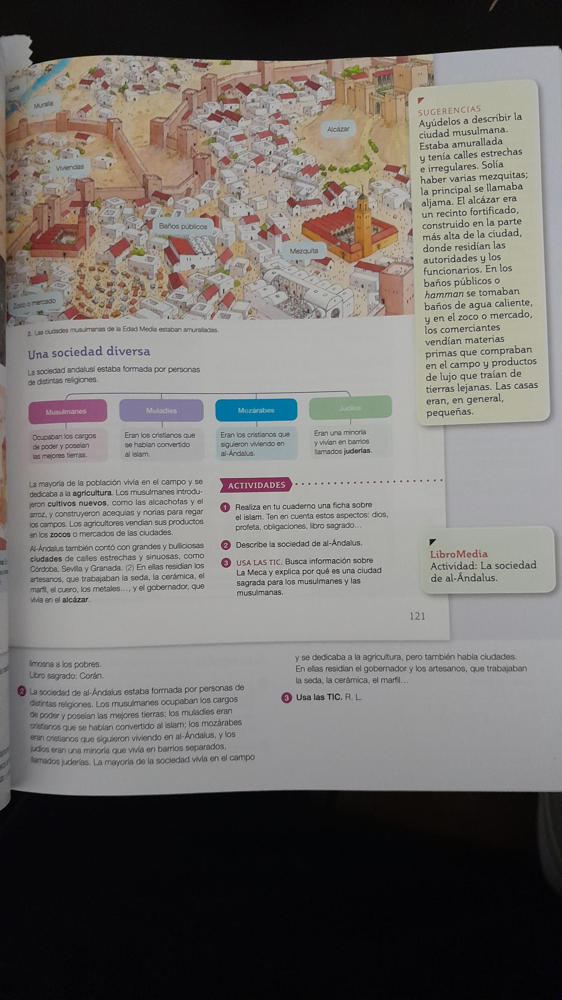 Noria
Muralla
Alcázar
Viviendas
Baños públicos
Mezquita
Zoco o mercado
2. Las ciudades musulmanas de la Edad Media estaban amuralladas.
Una sociedad diversa
La sociedad andalusí estaba formada por personas
de distintas religiones.
Musulmanes
Ocupaban los cargos
de poder y poseían
las mejores tierras.
Muladíes
Eran los cristianos que
se habían convertido
al islam.
Mozárabes
Eran los cristianos que
siguieron viviendo en
al-Ándalus.
Judíos
Eran una minoría
y vivían en barrios
llamados juderías.
La mayoría de la población vivía en el campo y se
dedicaba a la agricultura. Los musulmanes introdu-
jeron cultivos nuevos, como las alcachofas y el
arroz, y construyeron acequias y norias para regar
los campos. Los agricultores vendían sus productos
en los zocos o mercados de las ciudades.
Al-Ándalus también contó con grandes y bulliciosas
ciudades de calles estrechas y sinuosas, como
Córdoba, Sevilla y Granada. (2) En ellas residían los
artesanos, que trabajaban la seda, la cerámica, el
marfil, el cuero, los metales…, y el gobernador, que
vivía en el alcázar.
ACTIVIDADES
1 Realiza en tu cuaderno una ficha sobre
el islam. Ten en cuenta estos aspectos: dios,
profeta, obligaciones, libro sagrado…
2 Describe la sociedad de al-Ándalus.
3 USA LAS TIC. Busca información sobre
La Meca y explica por qué es una ciudad
sagrada para los musulmanes y las
musulmanas.
121
SUGERENCIAS
Ayúdelos a describir la
ciudad musulmana.
Estaba amurallada
y tenía calles estrechas
e irregulares. Solía
haber varias mezquitas;
la principal se llamaba
aljama. El alcázar era
un recinto fortificado,
construido en la parte
más alta de la ciudad,
donde residían las
autoridades y los
funcionarios. En los
baños públicos o
hamman se tomaban
baños de agua caliente,
y en el zoco o mercado,
los comerciantes
vendían materias
primas que compraban
en el campo y productos
de lujo que traían de
tierras lejanas. Las casas
eran, en general,
pequeñas.
LibroMedia
Actividad: La sociedad
de al-Ándalus.
limosna a los pobres.
Libro sagrado: Corán.
2 La sociedad de al-Ándalus estaba formada por personas de
distintas religiones. Los musulmanes ocupaban los cargos
de poder y poseían las mejores tierras; los muladíes eran
cristianos que se habían convertido al islam; los mozárabes
eran cristianos que siguieron viviendo en al-Ándalus, y los
judíos eran una minoría que vivía en barrios separados,
llamados juderías. La mayoría de la sociedad vivía en el campo
y se dedicaba a la agricultura, pero también había ciudades.
En ellas residían el gobernador y los artesanos, que trabajaban
la seda, la cerámica, el marfil…
3 Usa las TIC. R. L.